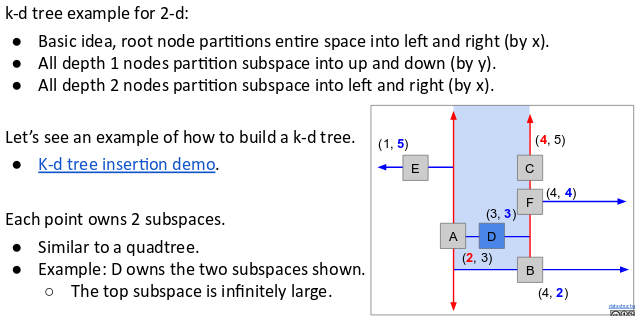 k-d tree example for 2-d:
● Basic idea, root node partitions entire space into left and right (by x).
● All depth 1 nodes partition subspace into up and down (by y).
● All depth 2 nodes partition subspace into left and right (by x).
Let’s see an example of how to build a k-d tree.
● K-d tree insertion demo.
Each point owns 2 subspaces.
● Similar to a quadtree.
● Example: D owns the two subspaces shown.
○ The top subspace is infinitely large.
(4, 5)
(1, 5)
E
C
(4, 4)
F
(3, 3)
A
D
(2, 3)
B
(4, 2)